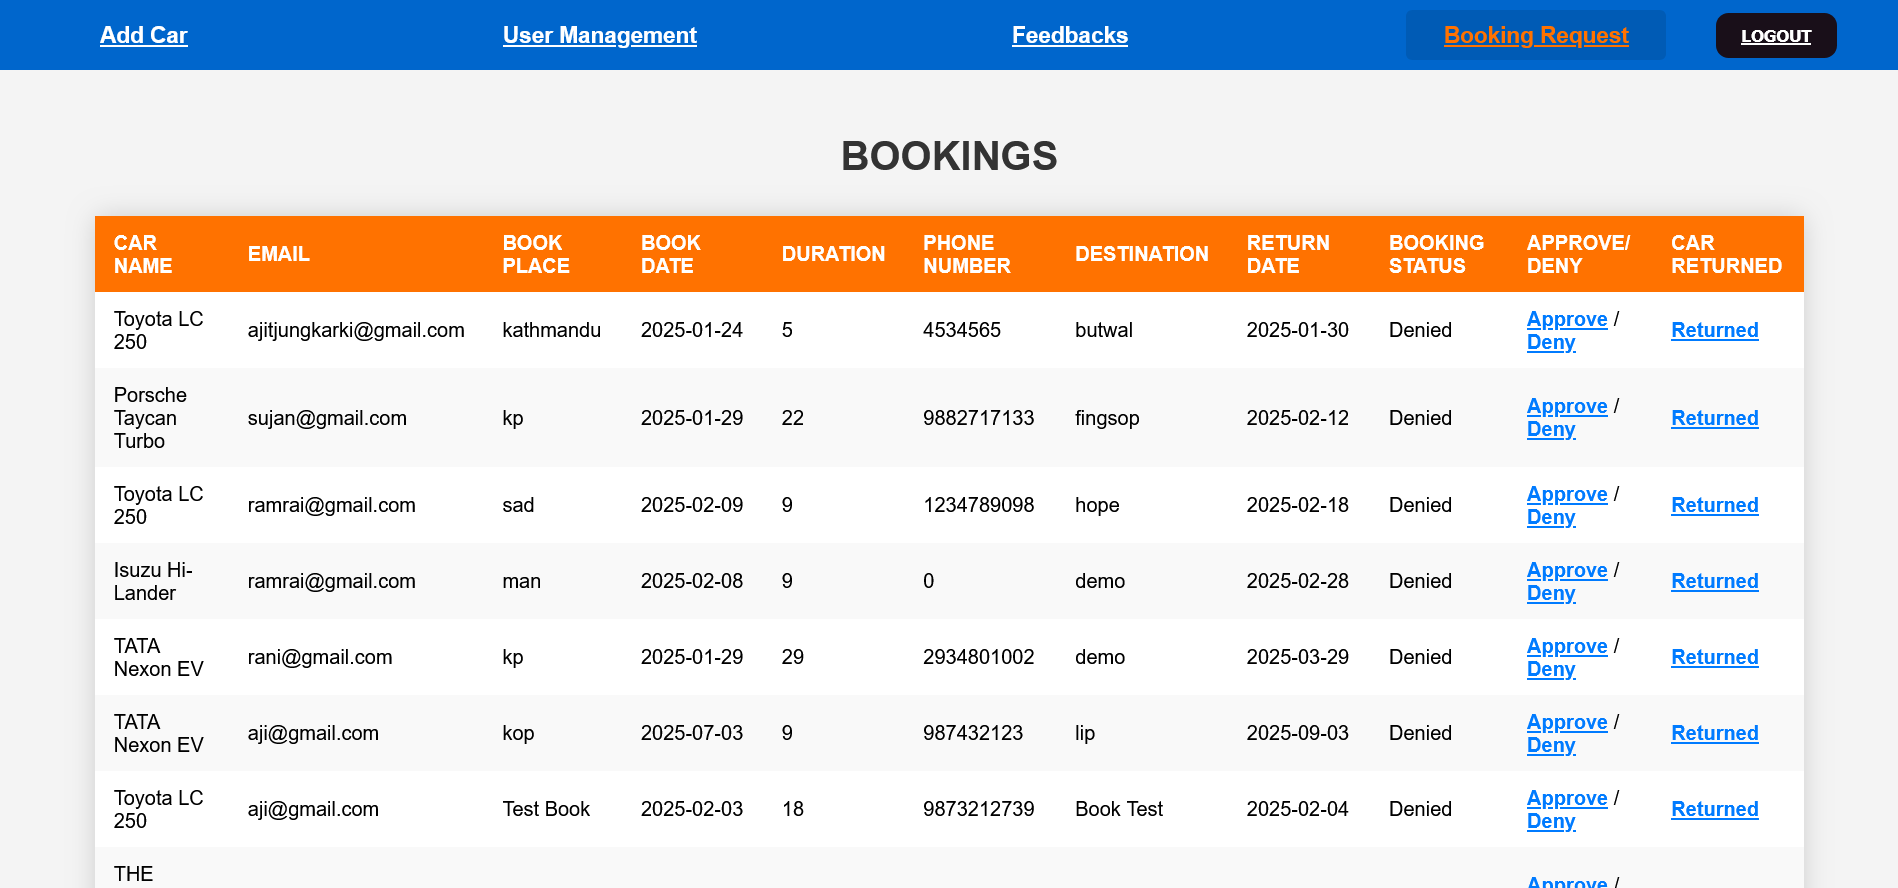 Add Car User Management Feedbacks Booking Request LOGOUT
BOOKINGS
CAR NAME EMAIL BOOK PLACE BOOK DATE DURATION PHONE NUMBER DESTINATION RETURN DATE BOOKING STATUS APPROVE/ DENY CAR RETURNED
Toyota LC 250 ajitjungkarki@gmail.com kathmandu 2025-01-24 5 4534565 butwal 2025-01-30 Denied Approve / Deny Returned
Porsche Taycan Turbo sujan@gmail.com kp 2025-01-29 22 9882717133 fingsop 2025-02-12 Denied Approve / Deny Returned
Toyota LC 250 ramrai@gmail.com sad 2025-02-09 9 1234789098 hope 2025-02-18 Denied Approve / Deny Returned
Isuzu Hi-Lander ramrai@gmail.com man 2025-02-08 9 0 demo 2025-02-28 Denied Approve / Deny Returned
TATA Nexon EV rani@gmail.com kp 2025-01-29 29 2934801002 demo 2025-03-29 Denied Approve / Deny Returned
TATA Nexon EV aji@gmail.com kop 2025-07-03 9 987432123 lip 2025-09-03 Denied Approve / Deny Returned
Toyota LC 250 aji@gmail.com Test Book 2025-02-03 18 9873212739 Book Test 2025-02-04 Denied Approve / Deny Returned
THE Approve /